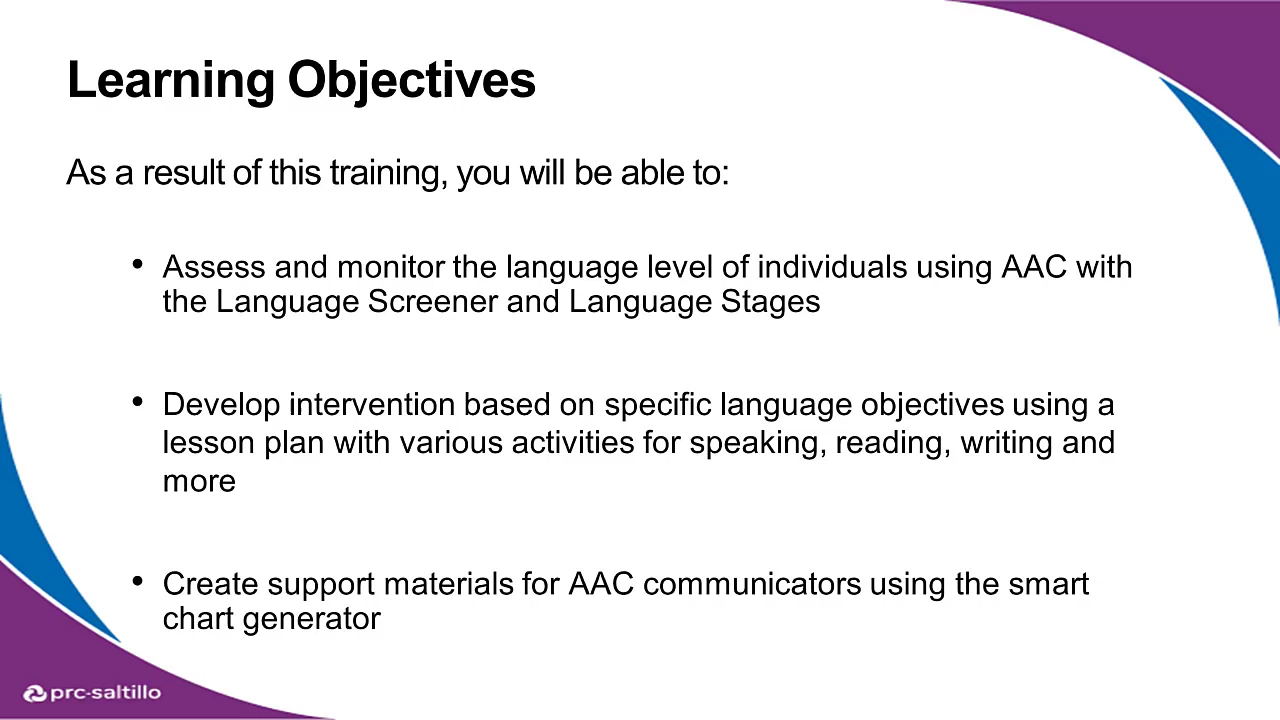 Learning Objectives
As a result of this training, you will be able to:
• Assess and monitor the language level of individuals using AAC with
the Language Screener and Language Stages
• Develop intervention based on specific language objectives using a
lesson plan with various activities for speaking, reading, writing and
more
• Create support materials for AAC communicators using the smart
chart generator
prc-saltillo